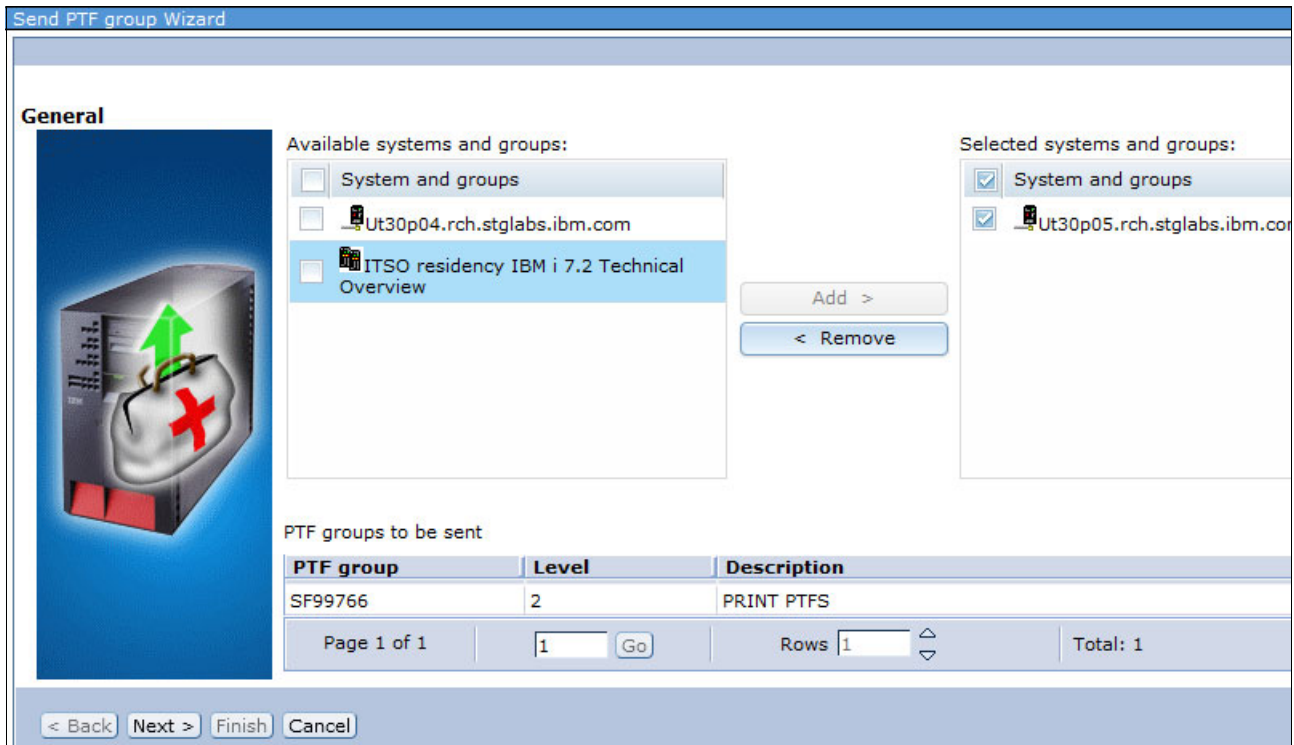 Send PTF group Wizard
General
Available systems and groups:
System and groups
Ut30p04.rch.stglabs.ibm.com
ITSO residency IBM i 7.2 Technical
Overview
Add >
< Remove
Selected systems and groups:
System and groups
Ut30p05.rch.stglabs.ibm.cor
IBM
PTF groups to be sent
PTF group Level Description
SF99766 2 PRINT PTFS
Page 1 of 1 1 Go Rows 1 Total: 1
< Back Next > Finish Cancel